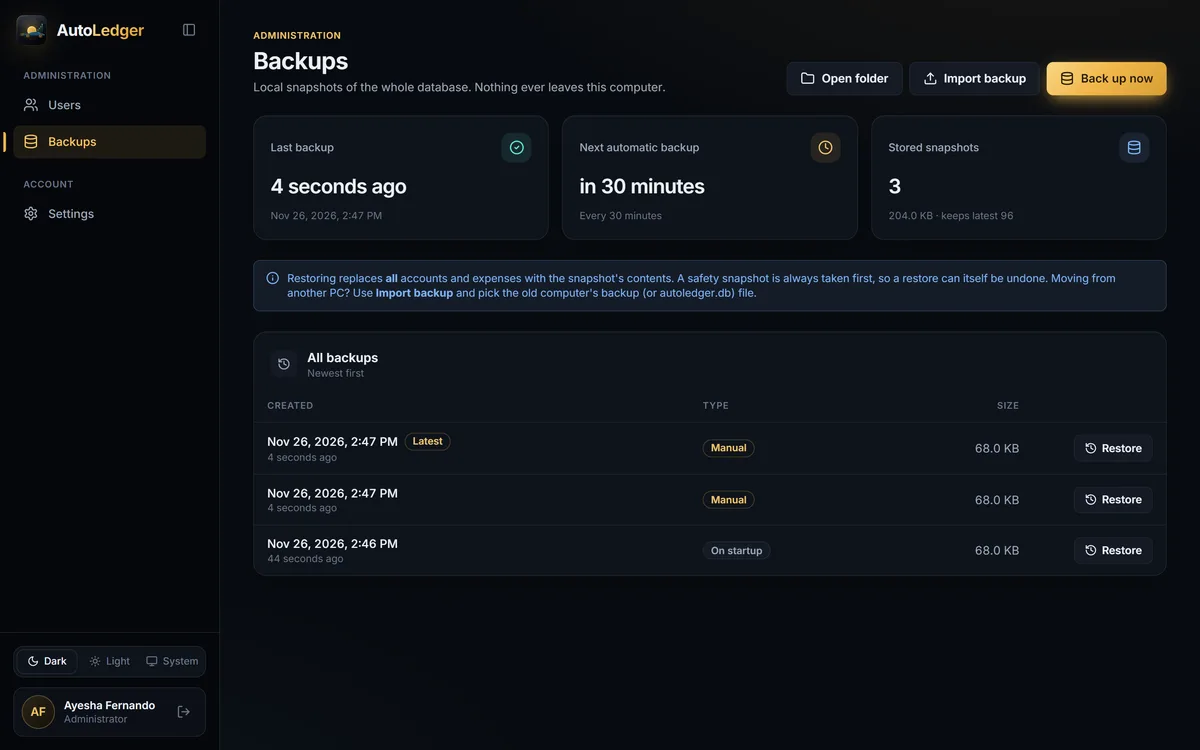 AutoLedger
ADMINISTRATION
Users
Backups
ACCOUNT
Settings
Dark
Light
System
AF
Ayesha Fernando
Administrator
ADMINISTRATION
Backups
Local snapshots of the whole database. Nothing ever leaves this computer.
Open folder
Import backup
Back up now
Last backup
4 seconds ago
Nov 26, 2026, 2:47 PM
Next automatic backup
in 30 minutes
Every 30 minutes
Stored snapshots
3
204.0 KB · keeps latest 96
Restoring replaces all accounts and expenses with the snapshot's contents. A safety snapshot is always taken first, so a restore can itself be undone. Moving from
another PC? Use Import backup and pick the old computer's backup (or autoledger.db) file.
All backups
Newest first
CREATED TYPE SIZE
Nov 26, 2026, 2:47 PM Latest
4 seconds ago
Manual
68.0 KB
Restore
Nov 26, 2026, 2:47 PM
4 seconds ago
Manual
68.0 KB
Restore
Nov 26, 2026, 2:46 PM
44 seconds ago
On startup
68.0 KB
Restore